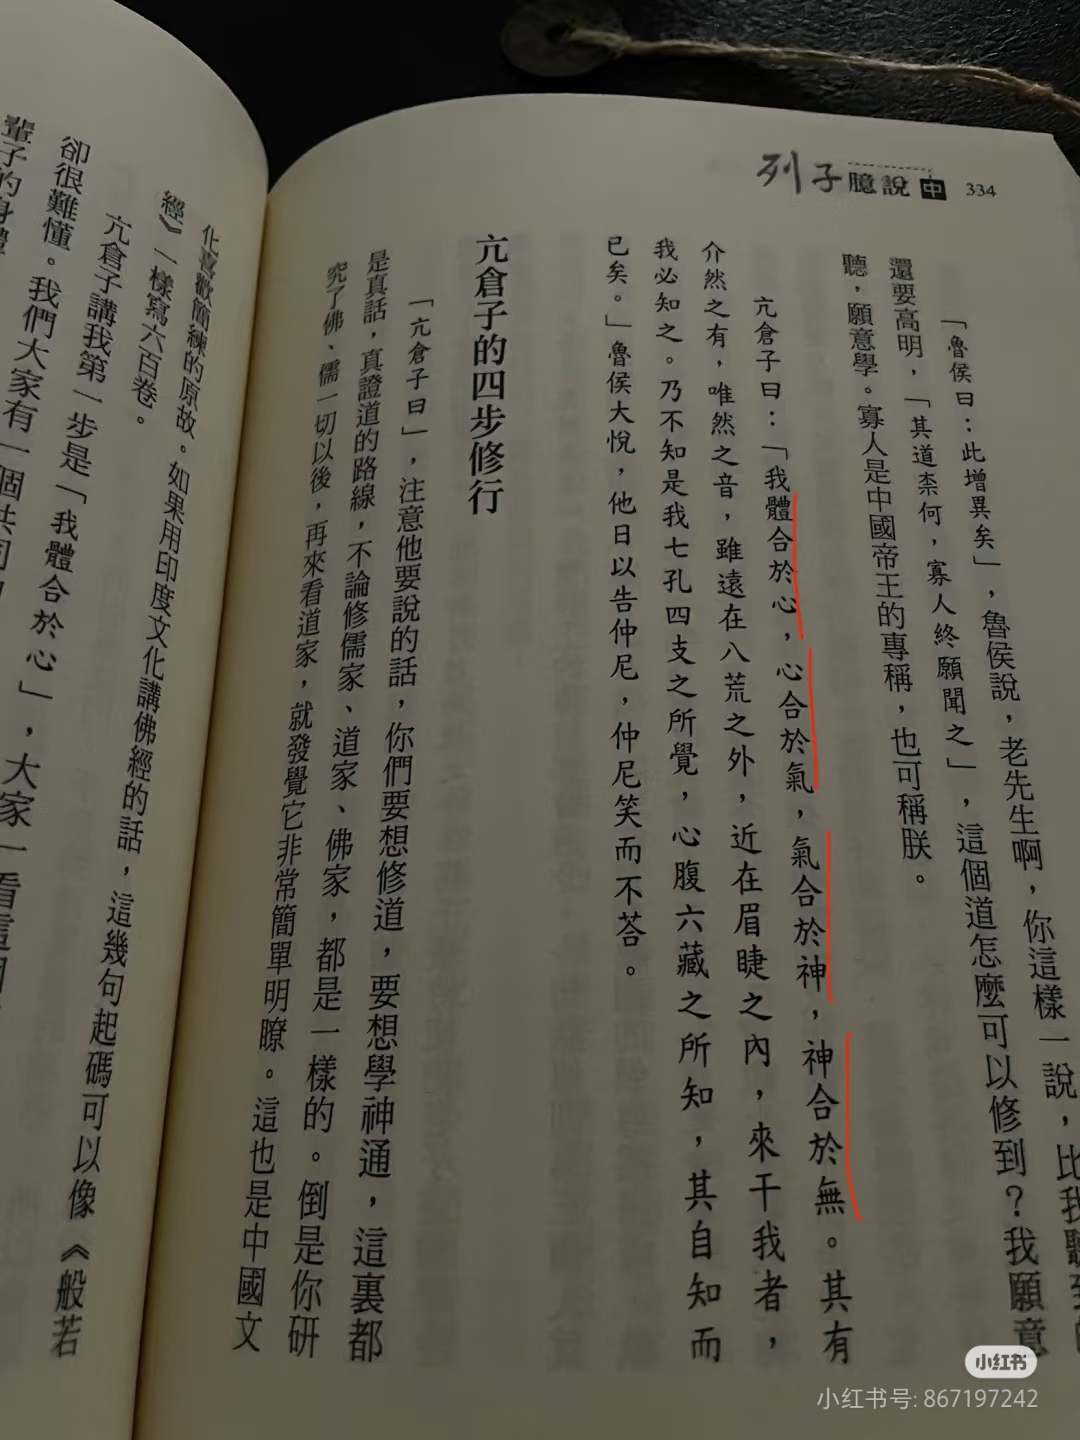 列子臆說 中 334
「魯侯曰：此增異矣」，魯侯說，老先生啊，你這樣一說，比我聽到的
還要高明，「其道柰何，寡人終願聞之」，這個道怎麼可以修到？我願意
聽，願意學。寡人是中國帝王的專稱，也可稱朕。
亢倉子曰：「我體合於心，心合於氣，氣合於神，神合於無。其有
介然之有，唯然之音，雖遠在八荒之外，近在眉睫之內，來干我者，
我必知之。乃不知是我七孔四支之所覺，心腹六藏之所知，其自知而
已矣。」魯侯大悅，他日以告仲尼，仲尼笑而不荅。
亢倉子的四步修行
「亢倉子曰」，注意他要說的話，你們要想修道，要想學神通，這裏都
是真話，真證道的路線，不論修儒家、道家、佛家，都是一樣的。倒是你研
究了佛、儒一切以後，再來看道家，就發覺它非常簡單明瞭。這也是中國文
化喜歡簡練的原故。如果用印度文化講佛經的話，這幾句起碼可以像《般若
經》一樣寫六百卷。
亢倉子講我第一步是「我體合於心」，大家一看這個
卻很難懂。我們大家有一個共同
輩子的身體
小红书
小红书号: 867197242